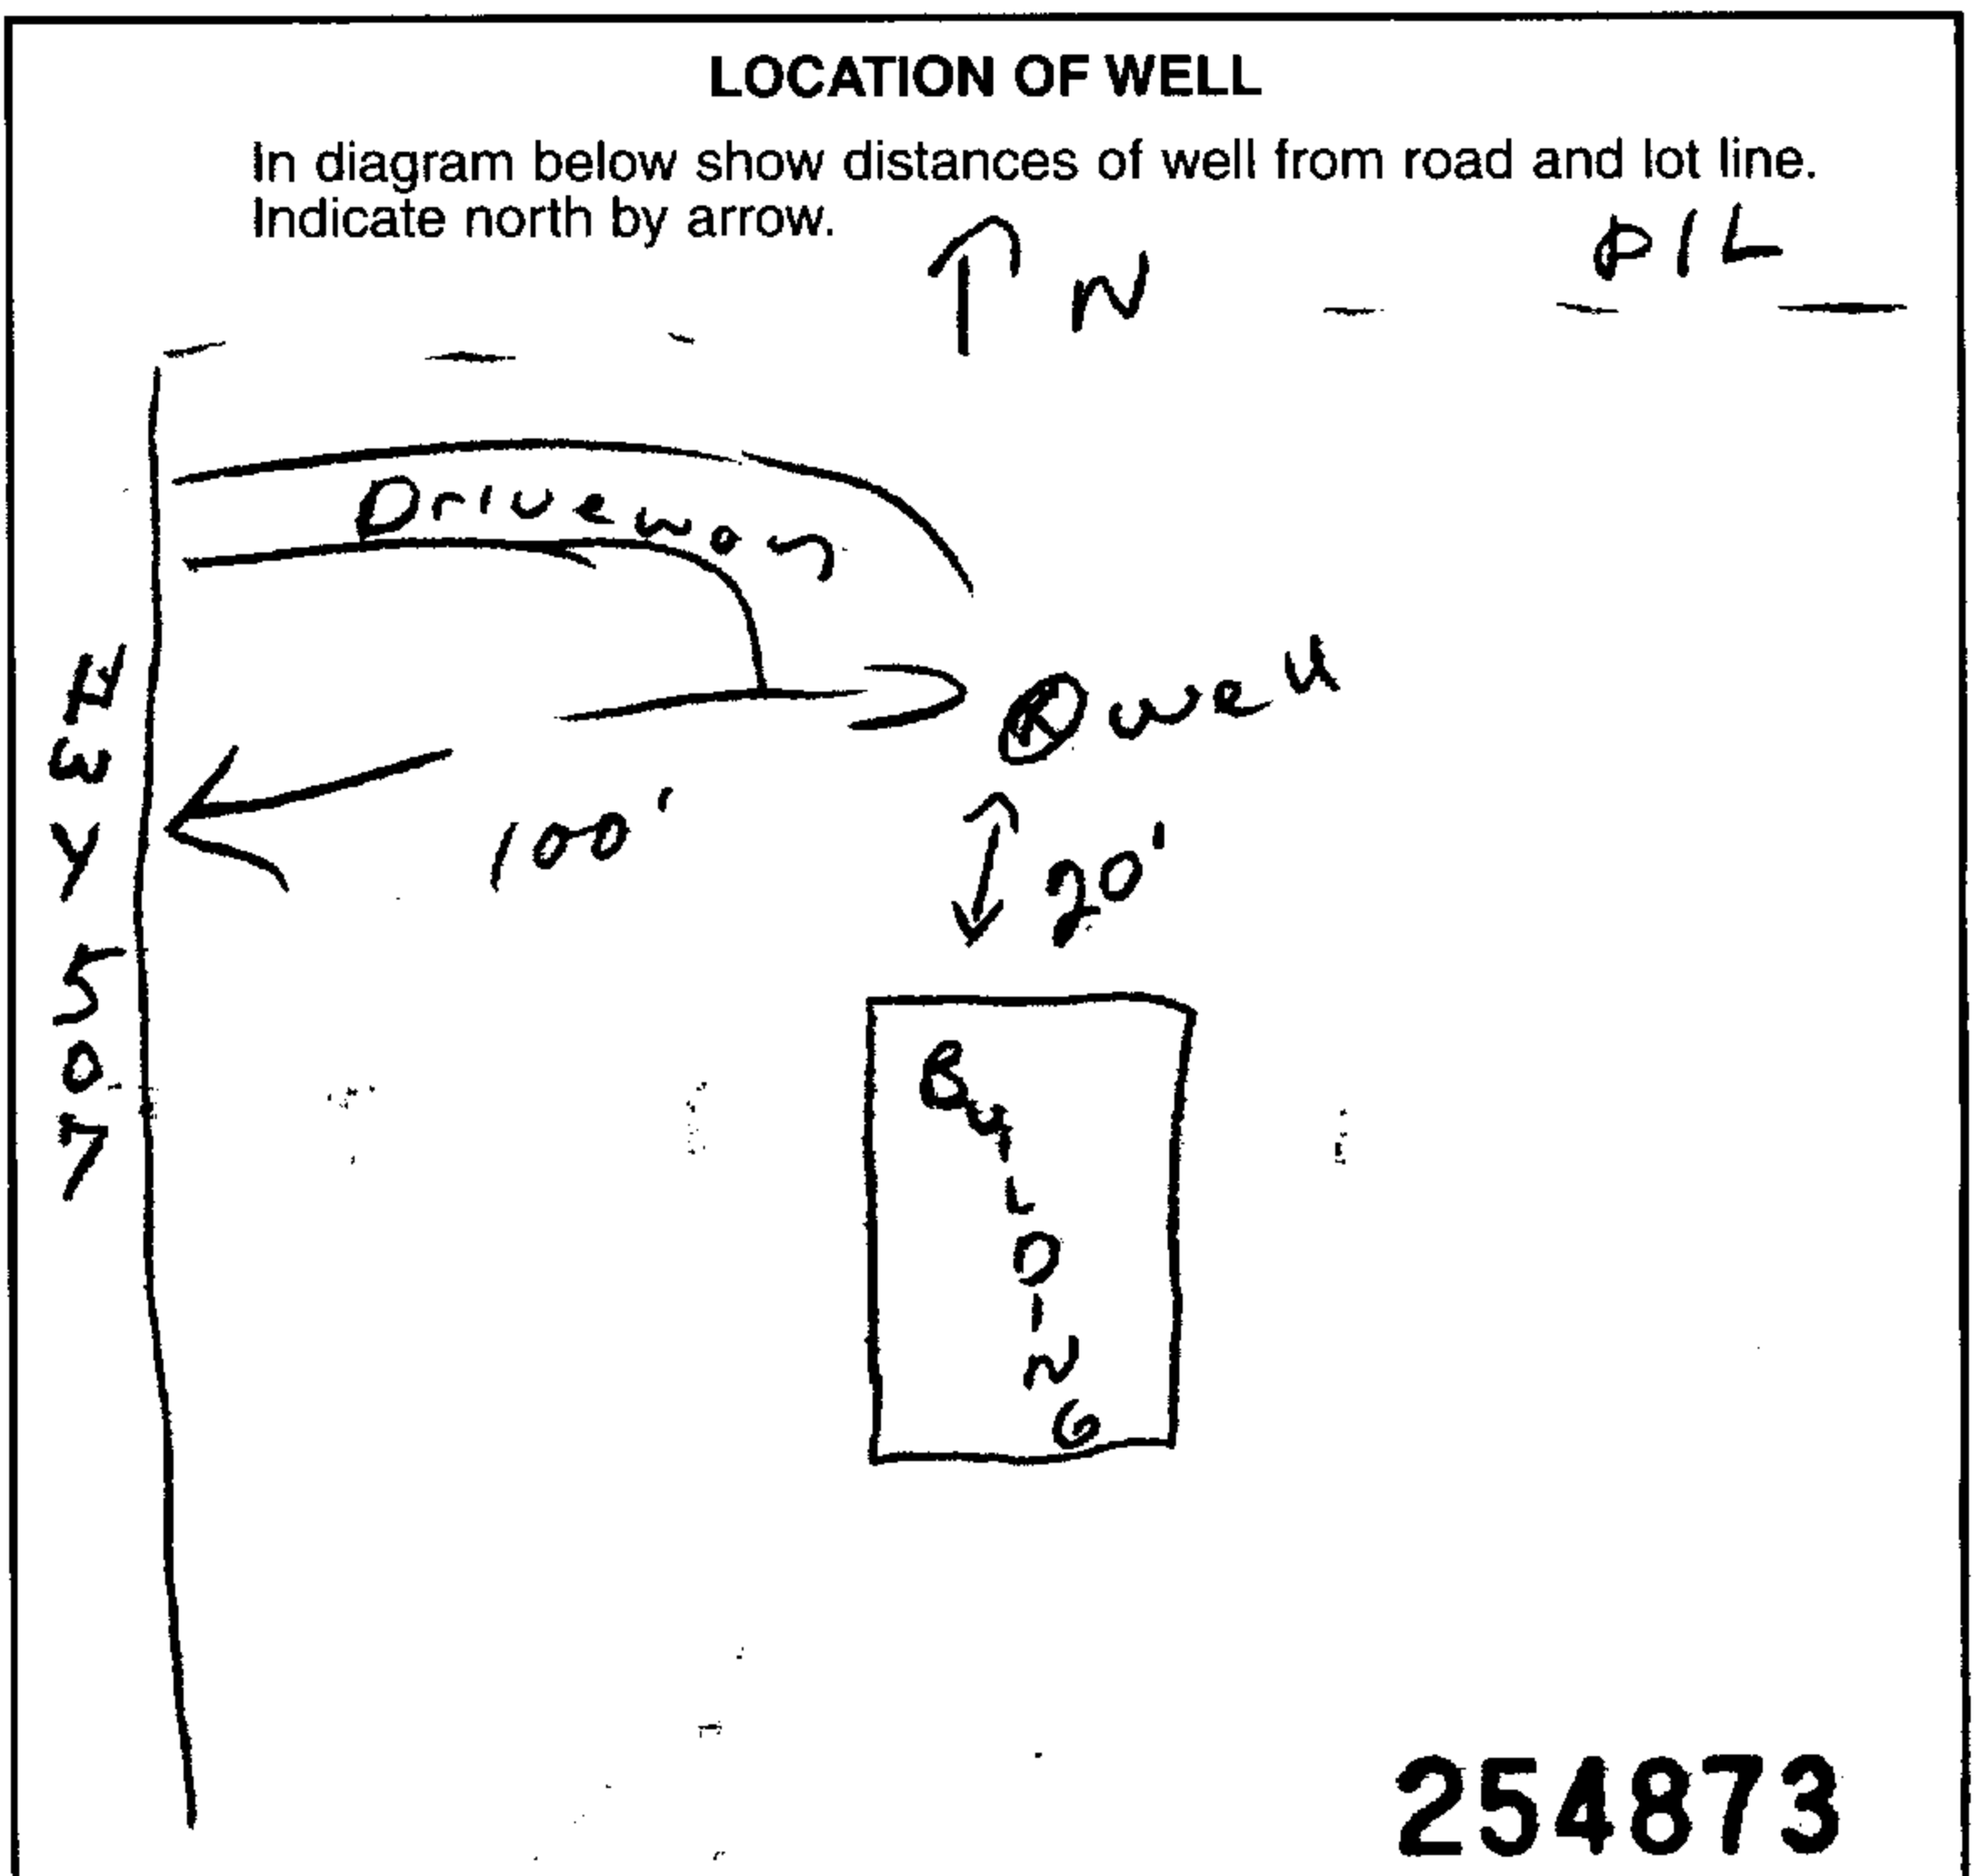 LOCATION OF WELL
In diagram below show distances of well from road and lot line.
Indicate north by arrow.
P/L
N
Driveway
Well
HWY 507
100'
20'
Building
254873